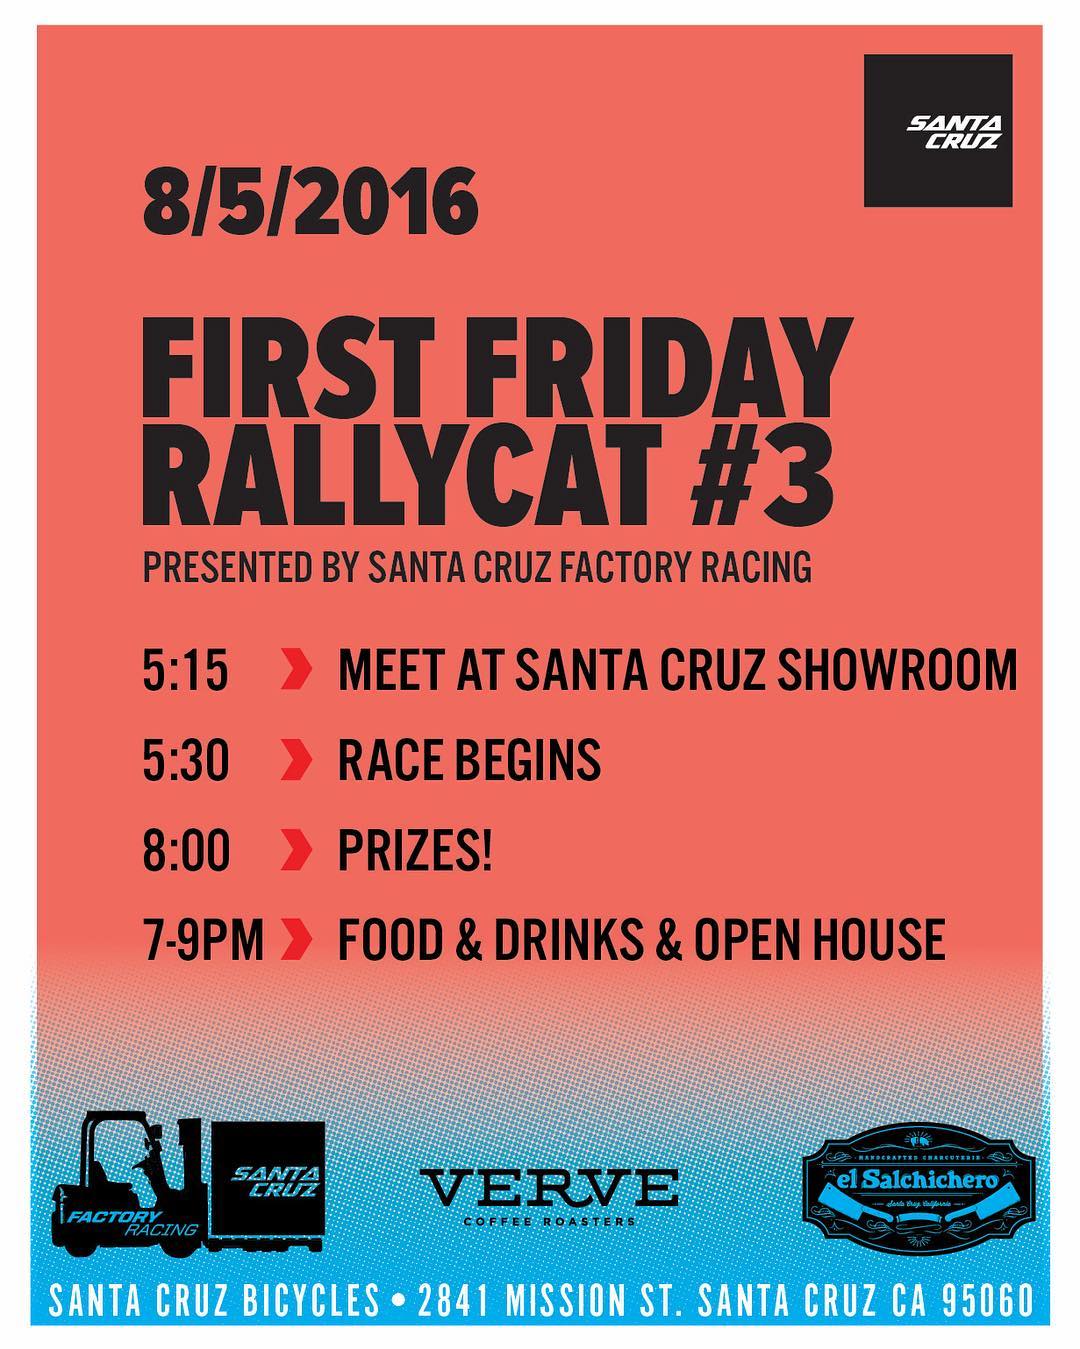 SANTA
CRUZ
8/5/2016
FIRST FRIDAY
RALLYCAT #3
PRESENTED BY SANTA CRUZ FACTORY RACING
5:15 MEET AT SANTA CRUZ SHOWROOM
5:30 RACE BEGINS
8:00 PRIZES!
7-9PM FOOD & DRINKS & OPEN HOUSE
FACTORY
RACING
SANTA
CRUZ
VERVE
COFFEE ROASTERS
HANDCRAFTED CHARCUTERIE
el Salchichero
Santa Cruz, California
SANTA CRUZ BICYCLES • 2841 MISSION ST. SANTA CRUZ CA 95060